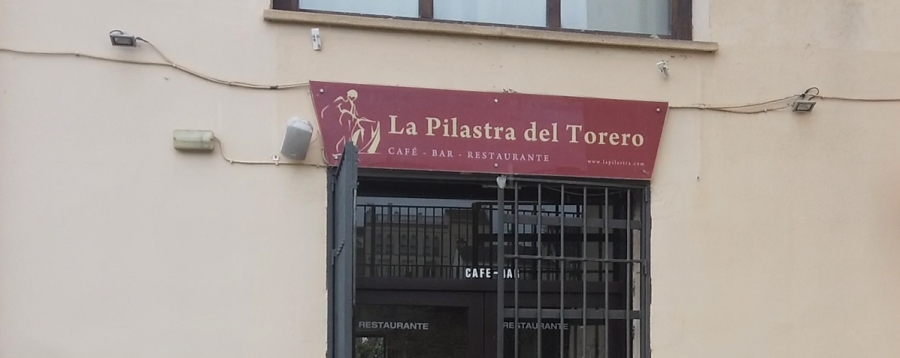 La Pilastra del Torero
CAFÉ - BAR - RESTAURANTE
www.lapilastra.com
CAFE-BAR
RESTAURANTE
RESTAURANTE